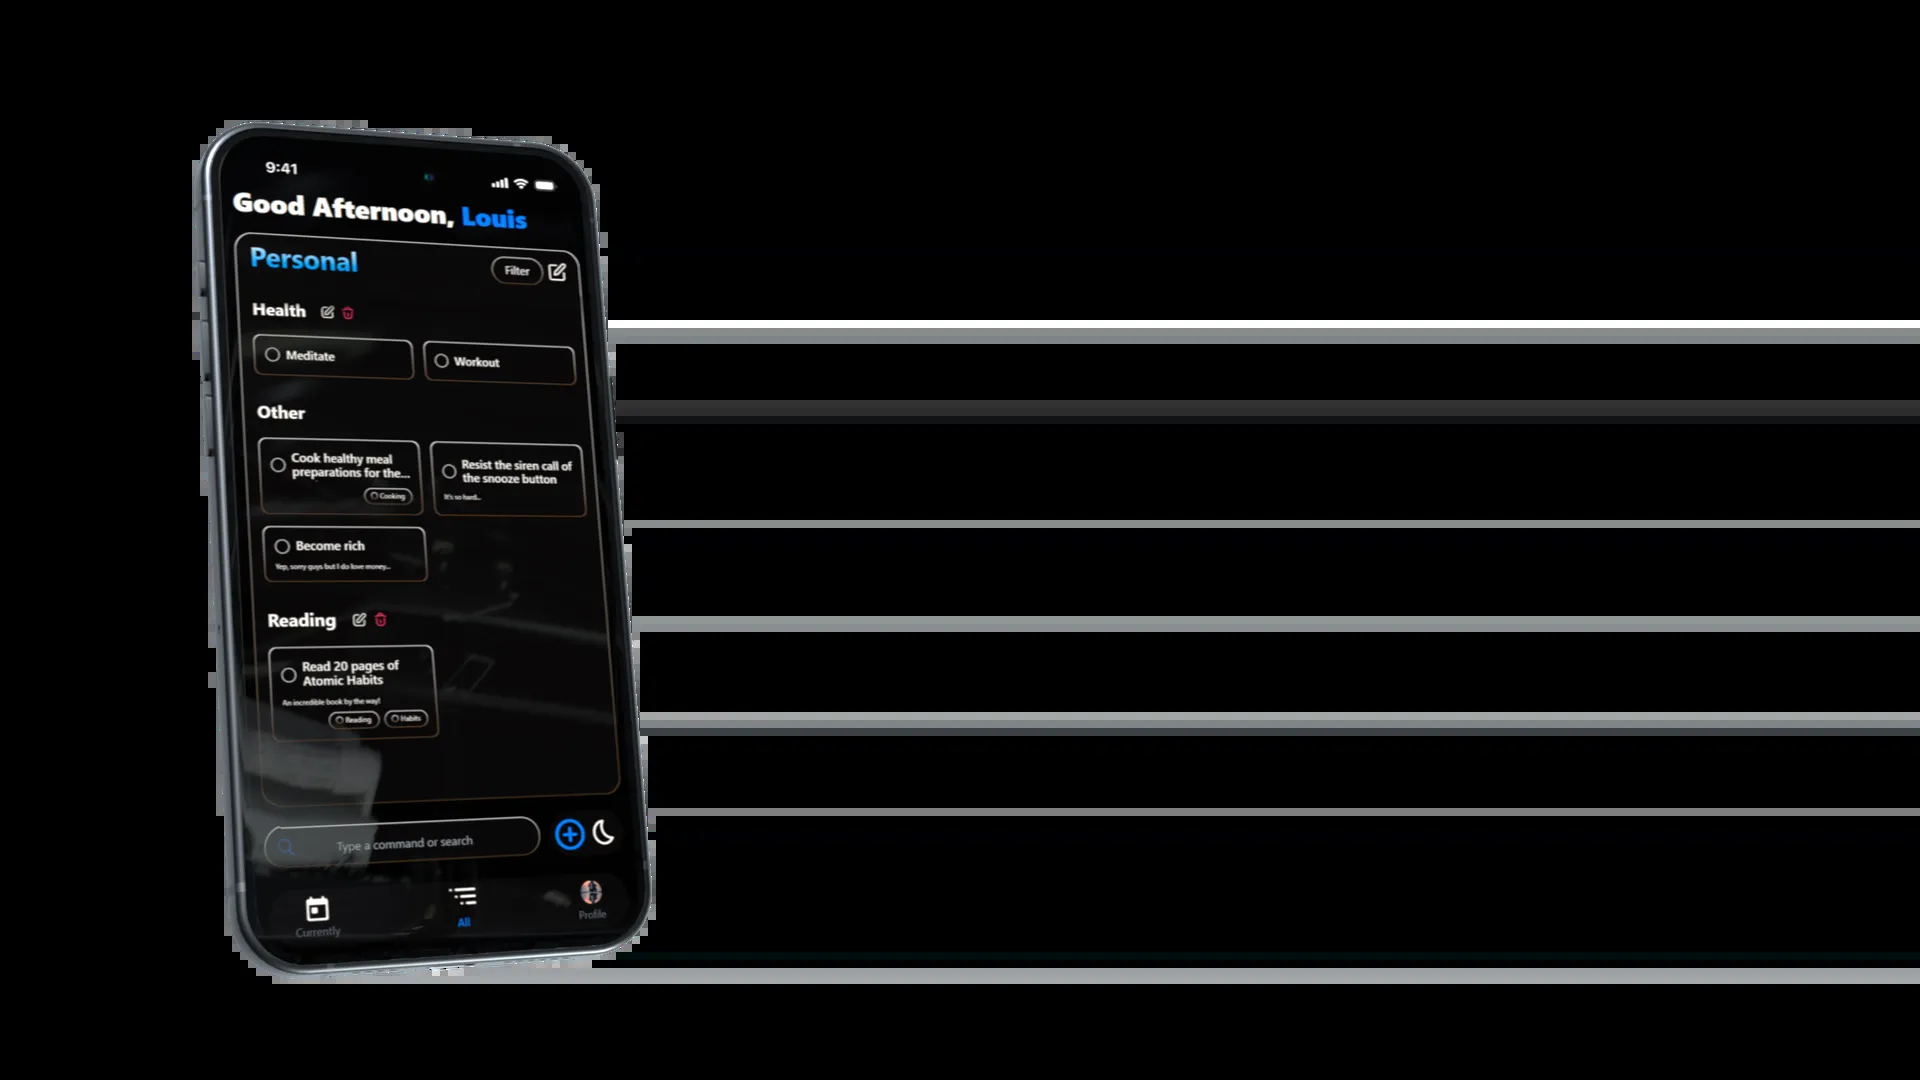 9:41
Good Afternoon, Louis
Personal
Filter
Health
Meditate
Workout
Other
Cook healthy meal
preparations for the...
Cooking
Resist the siren call of
the snooze button
It's so hard...
Become rich
Yep, sorry guys but I do love money...
Reading
Read 20 pages of
Atomic Habits
An incredible book by the way!
Reading
Habits
Type a command or search
Currently
All
Profile